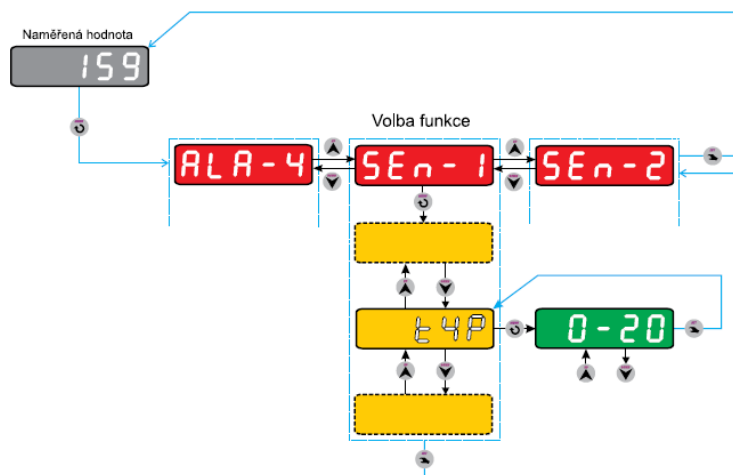 Naměřená hodnota
159
Volba funkce
ALA-4
SEn-1
SEn-2
tYP
0-20